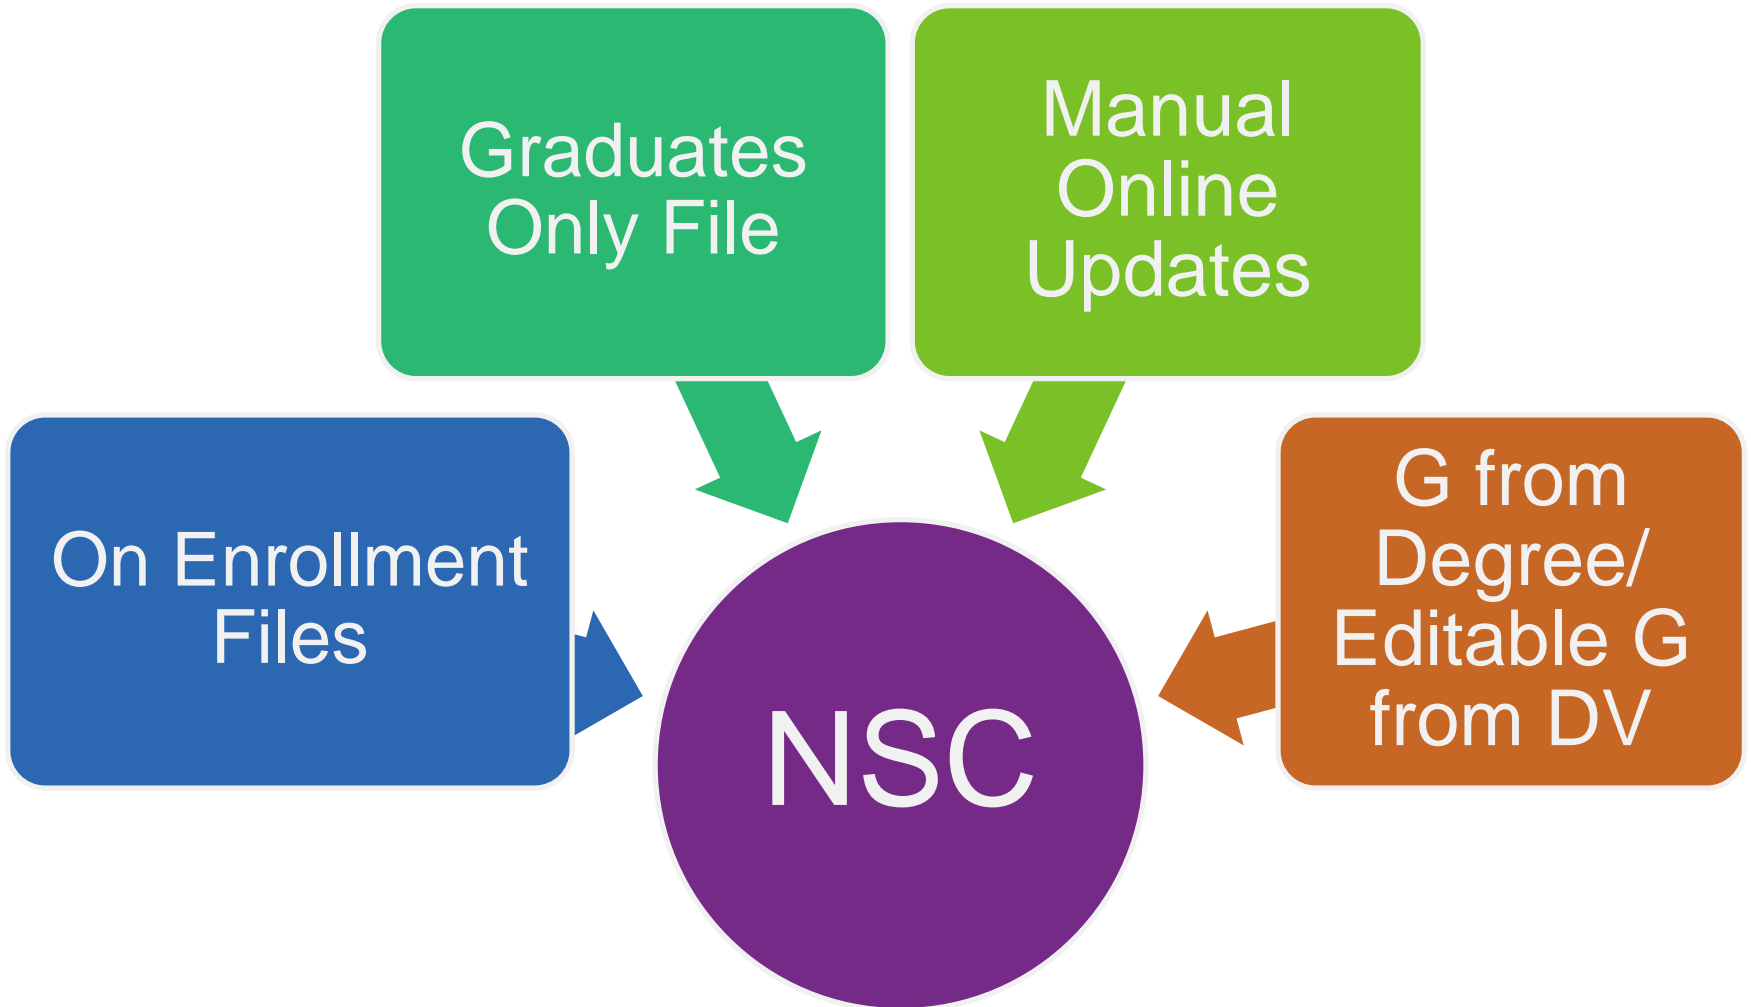 Graduates
Only File
Manual
Online
Updates
On Enrollment
Files
G from
Degree/
Editable G
from DV
NSC